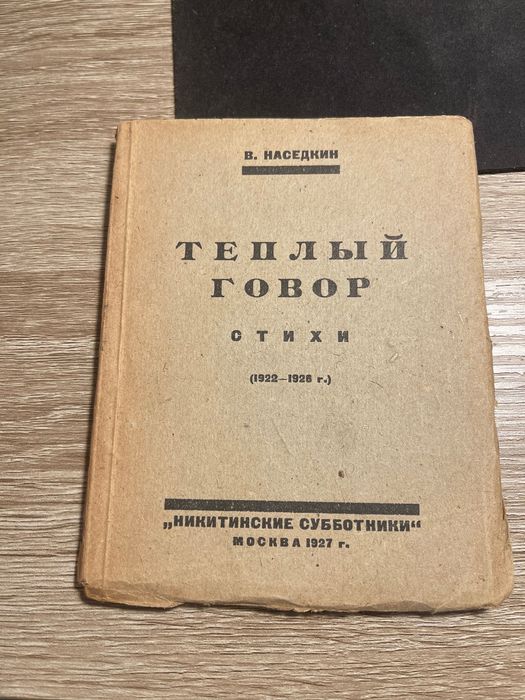 В. НАСЕДКИН
ТЕПЛЫЙ
ГОВОР
СТИХИ
(1922—1926 г.)
„НИКИТИНСКИЕ СУББОТНИКИ“
МОСКВА 1927 г.